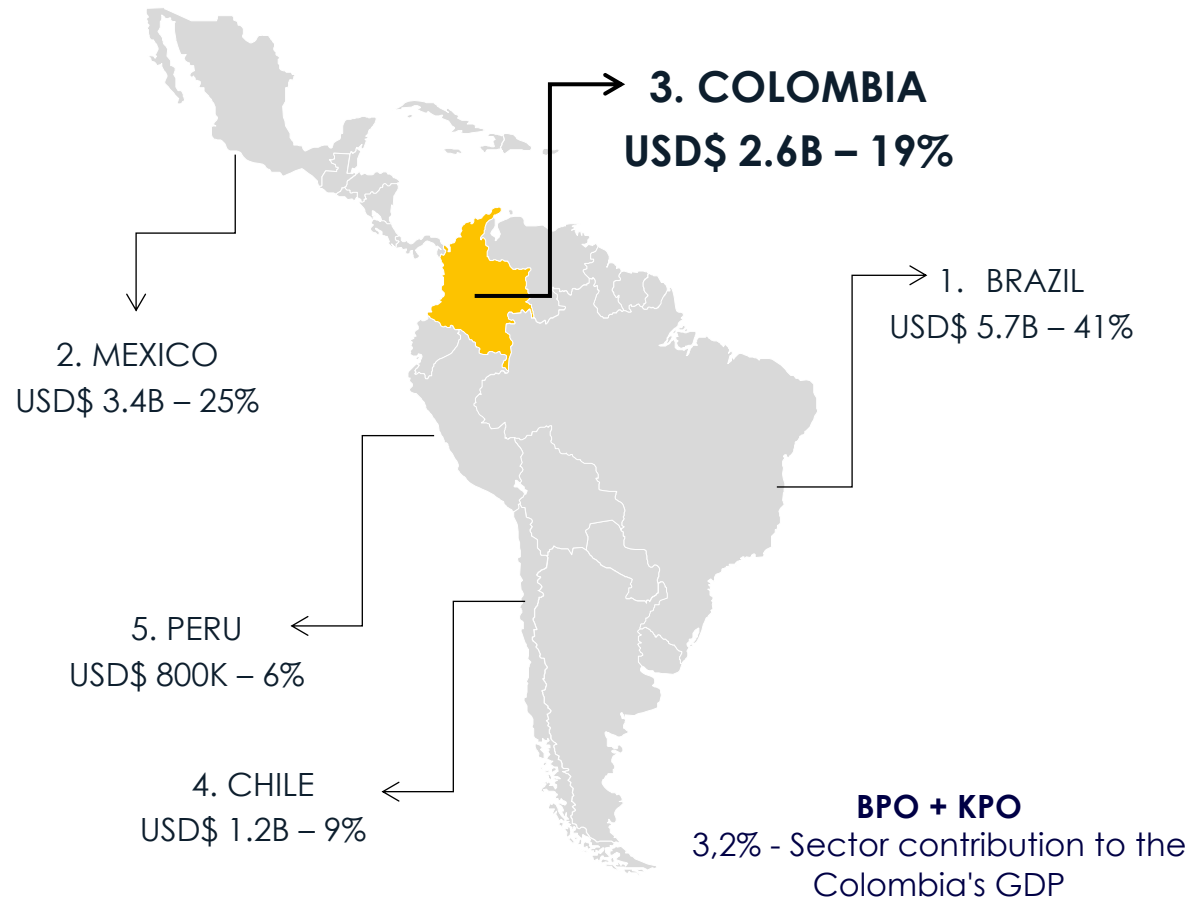 3. COLOMBIA
USD$ 2.6B – 19%
1. BRAZIL
USD$ 5.7B – 41%
2. MEXICO
USD$ 3.4B – 25%
5. PERU
USD$ 800K – 6%
4. CHILE
USD$ 1.2B – 9%
BPO + KPO
3,2% - Sector contribution to the
Colombia's GDP